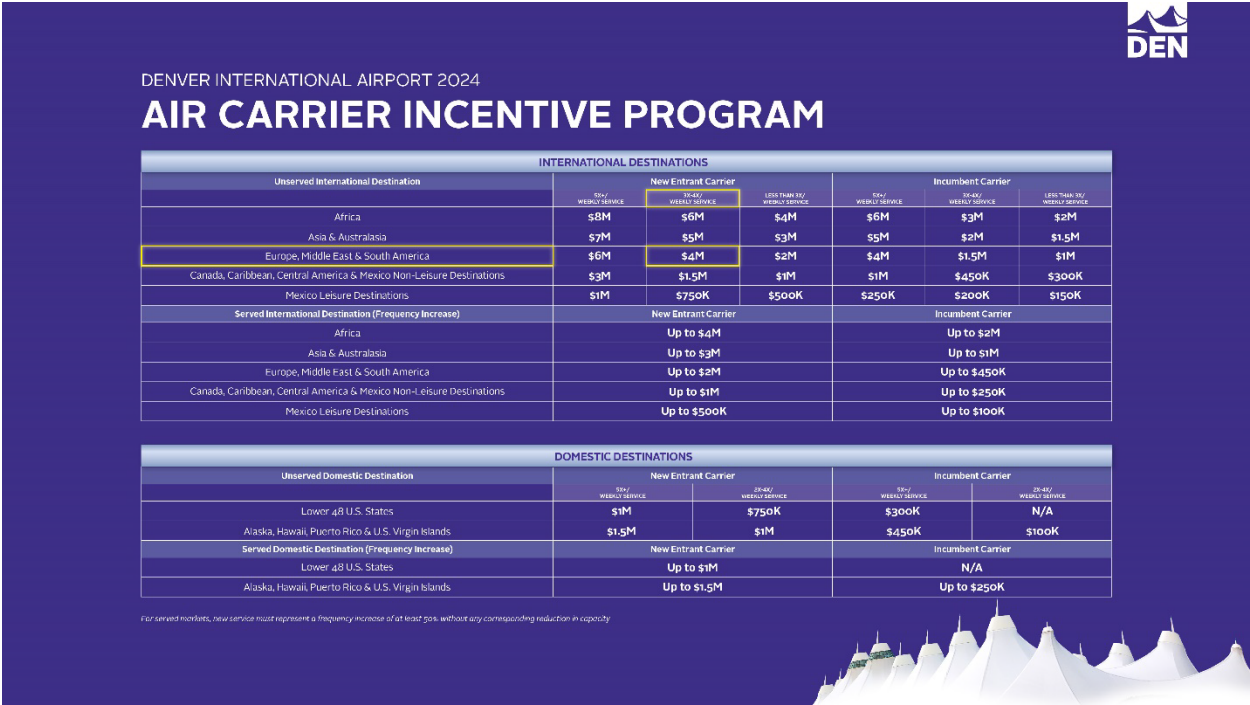 DEN
DENVER INTERNATIONAL AIRPORT 2024
AIR CARRIER INCENTIVE PROGRAM
INTERNATIONAL DESTINATIONS
Unserved International Destination New Entrant Carrier Incumbent Carrier
5X+/ WEEKLY SERVICE 3X-4X/ WEEKLY SERVICE LESS THAN 3X/ WEEKLY SERVICE 5X+/ WEEKLY SERVICE 3X-4X/ WEEKLY SERVICE LESS THAN 3X/ WEEKLY SERVICE
Africa $8M $6M $4M $6M $3M $2M
Asia & Australasia $7M $5M $3M $5M $2M $1.5M
Europe, Middle East & South America $6M $4M $2M $4M $1.5M $1M
Canada, Caribbean, Central America & Mexico Non-Leisure Destinations $3M $1.5M $1M $1M $450K $300K
Mexico Leisure Destinations $1M $750K $500K $250K $200K $150K
Served International Destination (Frequency Increase) New Entrant Carrier Incumbent Carrier
Africa Up to $4M Up to $2M
Asia & Australasia Up to $3M Up to $1M
Europe, Middle East & South America Up to $2M Up to $450K
Canada, Caribbean, Central America & Mexico Non-Leisure Destinations Up to $1M Up to $250K
Mexico Leisure Destinations Up to $500K Up to $100K
DOMESTIC DESTINATIONS
Unserved Domestic Destination New Entrant Carrier Incumbent Carrier
5X+/ WEEKLY SERVICE 2X-4X/ WEEKLY SERVICE 5X+/ WEEKLY SERVICE 2X-4X/ WEEKLY SERVICE
Lower 48 U.S. States $1M $750K $300K N/A
Alaska, Hawaii, Puerto Rico & U.S. Virgin Islands $1.5M $1M $450K $100K
Served Domestic Destination (Frequency Increase) New Entrant Carrier Incumbent Carrier
Lower 48 U.S. States Up to $1M N/A
Alaska, Hawaii, Puerto Rico & U.S. Virgin Islands Up to $1.5M Up to $250K
For served markets, new service must represent a frequency increase of at least 50% without any corresponding reduction in capacity